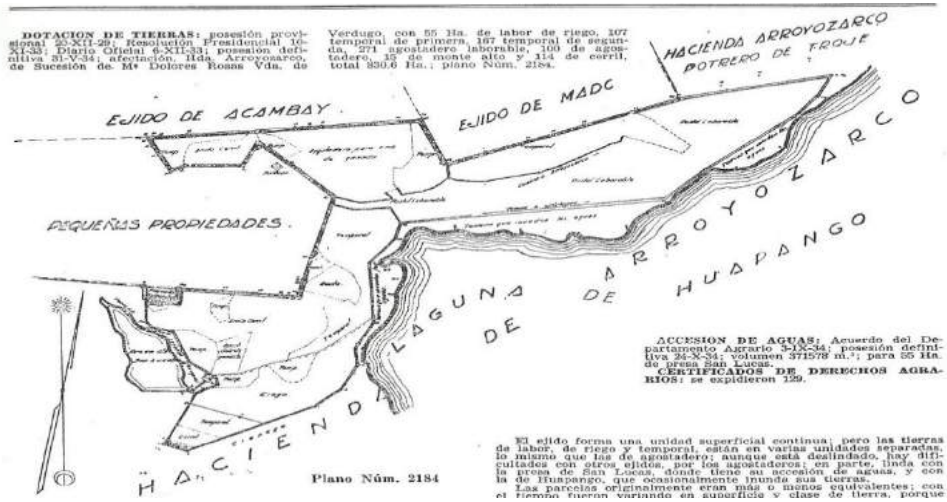 DOTACION DE TIERRAS: posesión provi-
sional 20-XII-29; Resolución Presidencial 16-
XI-33; Diario Oficial 6-XII-33; posesión defi-
nitiva 31-V-34; afectación, Hda. Arroyozarco,
de Sucesión de Mª Dolores Rosas Vda. de
Verdugo, con 55 Ha. de labor de riego, 107
temporal de primera, 167 temporal de segun-
da, 271 agostadero laborable, 100 de agos-
tadero, 15 de monte alto y 114 de cerril,
total 830.6 Ha.; plano Núm. 2184.
HACIENDA ARROYOZARCO
POTRERO DE TROJE
EJIDO DE ACAMBAY
EJIDO DE MADO
PEQUEÑAS PROPIEDADES.
Pastal Laborable
Pastal Laborable
Temporal
Temporal
Cienega
HACIENDA DE ARROYOZARCO
LAGUNA DE HUAPANGO
ACCESION DE AGUAS: Acuerdo del De-
partamento Agrario 3-IX-34; posesión defini-
tiva 24-X-34; volumen 371578 m.³; para 55 Ha.
de presa San Lucas.
CERTIFICADOS DE DERECHOS AGRA-
RIOS: se expidieron 129.
Plano Núm. 2184
El ejido forma una unidad superficial continua; pero las tierras
de labor, de riego y temporal, están en varias unidades separadas,
lo mismo que las de agostadero; aunque está deslindado, hay difi-
cultades con otros ejidos, por los agostaderos; en parte, linda con
la presa de San Lucas, donde tiene su accesión de aguas, y con
la de Huapango, que ocasionalmente inunda sus tierras.
Las parcelas originalmente eran más o menos equivalentes; con
el tiempo fueron variando en superficie y clase de tierra, porque